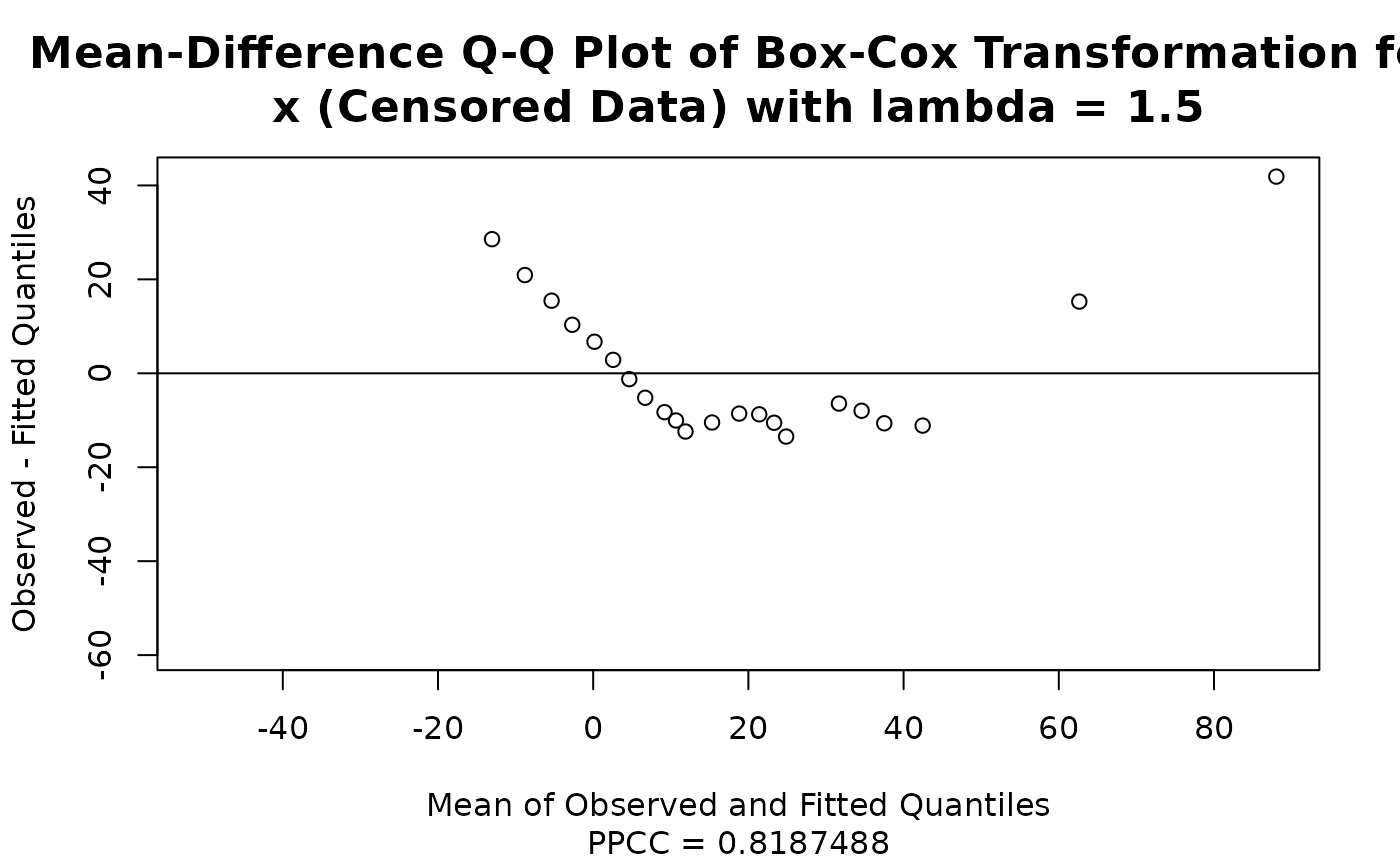 Mean-Difference Q-Q Plot of Box-Cox Transformation
x (Censored Data) with lambda = 1.5
Observed - Fitted Quantiles
40
20
0
-20
-40
-60
-40
-20
0
20
40
60
80
Mean of Observed and Fitted Quantiles
PPCC = 0.8187488